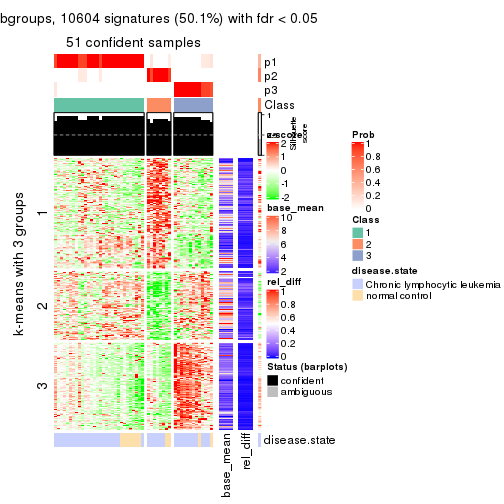 bgroups, 10604 signatures (50.1%) with fdr < 0.05
51 confident samples
p1
p2
p3
Class
1
Silhouette
score
k-means with 3 groups
1
2
3
z-score
2
1
0
-1
-2
base_mean
10
8
6
4
2
rel_diff
1
0.8
0.6
0.4
0.2
0
Status (barplots)
confident
ambiguous
Prob
1
0.8
0.6
0.4
0.2
0
Class
1
2
3
disease.state
Chronic lymphocytic leukemia
normal control
disease.state
base_mean
rel_diff